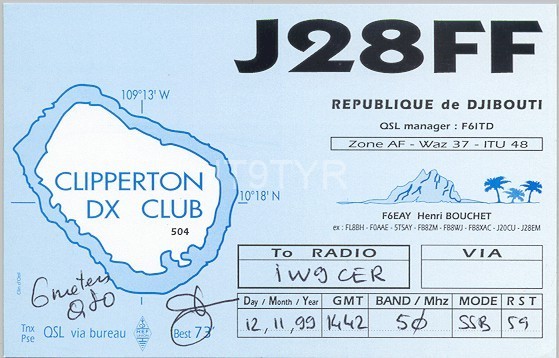 J28FF
109°13' W
REPUBLIQUE de DJIBOUTI
QSL manager : F6ITD
Zone AF - Waz 37 - ITU 48
IT9TYR
CLIPPERTON
DX CLUB
504
10°18' N
F6EAY Henri BOUCHET
ex : FL8BH - F0AAE - ST5AY - FB8ZM - FB8WJ - FB8XAC - J20CU - J28EM
To RADIO
VIA
IW9CER
6 meters
QSO
Day / Month / Year
GMT
BAND / Mhz
MODE
R S T
12, 11, 99
1442
50
SSB
59
Tnx
Pse
QSL via bureau
Best 73'